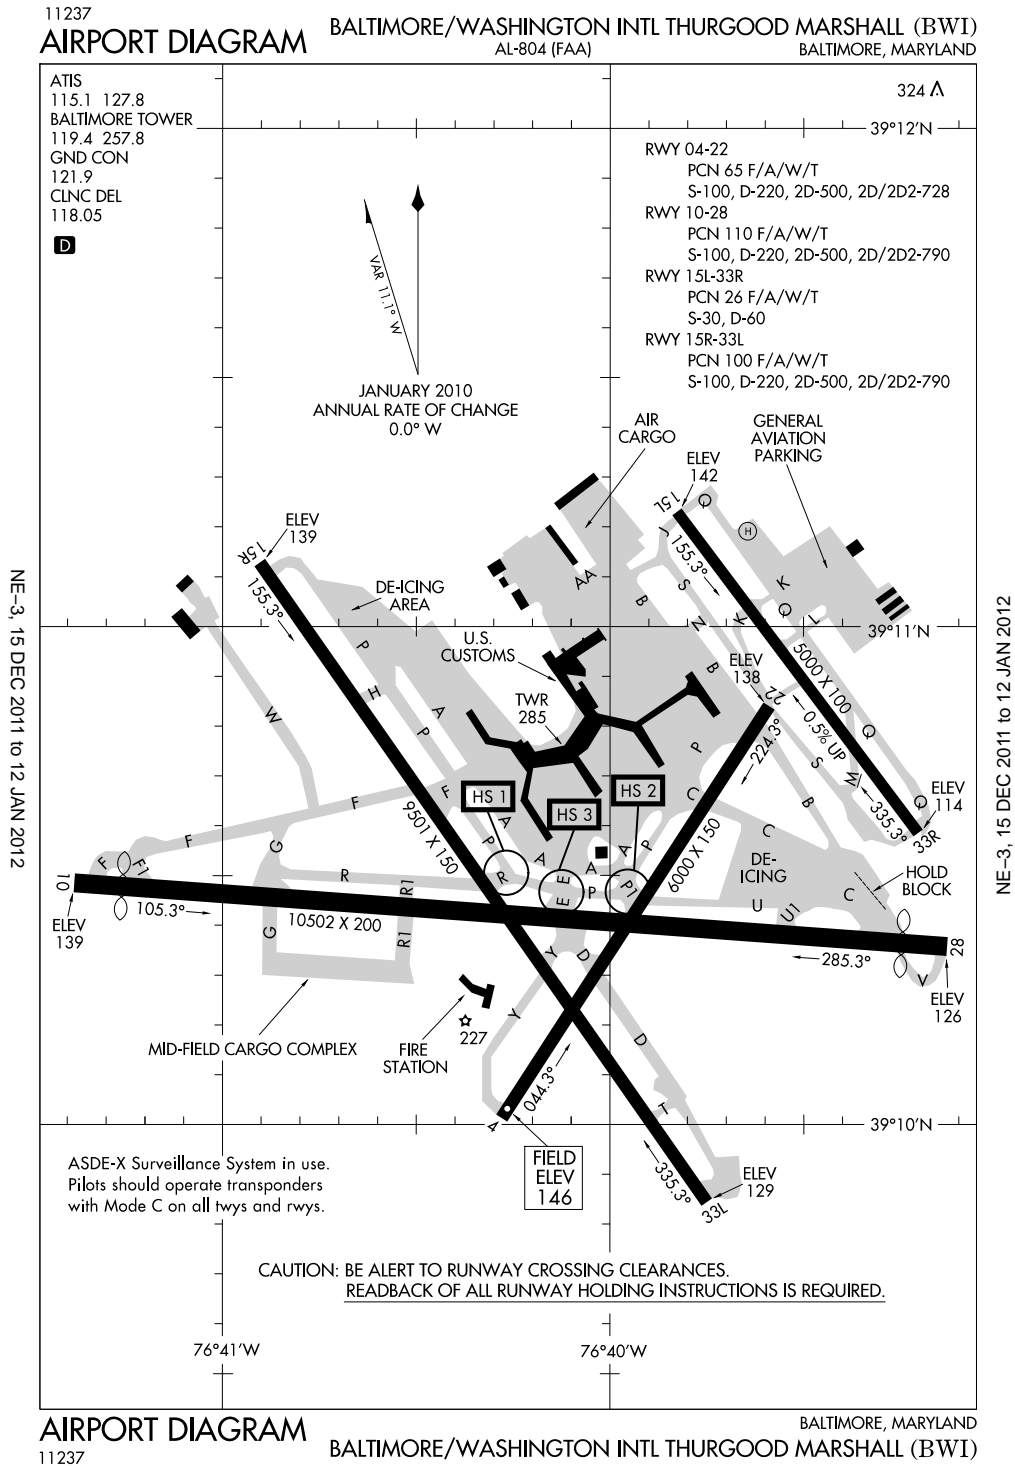 11237
AIRPORT DIAGRAM
BALTIMORE/WASHINGTON INTL THURGOOD MARSHALL (BWI)
AL-804 (FAA)
BALTIMORE, MARYLAND
ATIS
115.1 127.8
BALTIMORE TOWER
119.4 257.8
GND CON
121.9
CLNC DEL
118.05
D
324
39°12'N
RWY 04-22
PCN 65 F/A/W/T
S-100, D-220, 2D-500, 2D/2D2-728
RWY 10-28
PCN 110 F/A/W/T
S-100, D-220, 2D-500, 2D/2D2-790
RWY 15L-33R
PCN 26 F/A/W/T
S-30, D-60
RWY 15R-33L
PCN 100 F/A/W/T
S-100, D-220, 2D-500, 2D/2D2-790
VAR 11.1° W
JANUARY 2010
ANNUAL RATE OF CHANGE
0.0° W
AIR
CARGO
GENERAL
AVIATION
PARKING
ELEV
142
15L
Q
H
J
155.3°
ELEV
139
15R
155.3°
DE-ICING
AREA
AA
B
S
N
K
K
Q
L
39°11'N
U.S.
CUSTOMS
P
H
A
P
W
TWR
285
B
ELEV
138
22
224.3°
5000 X 100
0.5% UP
Q
S
M
B
335.3°
Q
ELEV
114
33R
P
C
C
HS 1
HS 2
HS 3
F
F
F
F
F1
G
9501 X 150
A
P
A
A
A
P
6000 X 150
DE-
ICING
HOLD
BLOCK
10
R
R1
R
E
E
P
P1
U
U1
C
105.3°
10502 X 200
ELEV
139
G
R1
285.3°
28
V
ELEV
126
Y
D
Y
D
227
MID-FIELD CARGO COMPLEX
FIRE
STATION
044.3°
4
T
39°10'N
FIELD
ELEV
146
335.3°
33L
ELEV
129
ASDE-X Surveillance System in use.
Pilots should operate transponders
with Mode C on all twys and rwys.
CAUTION: BE ALERT TO RUNWAY CROSSING CLEARANCES.
READBACK OF ALL RUNWAY HOLDING INSTRUCTIONS IS REQUIRED.
76°41'W
76°40'W
NE-3, 15 DEC 2011 to 12 JAN 2012
NE-3, 15 DEC 2011 to 12 JAN 2012
AIRPORT DIAGRAM
11237
BALTIMORE, MARYLAND
BALTIMORE/WASHINGTON INTL THURGOOD MARSHALL (BWI)